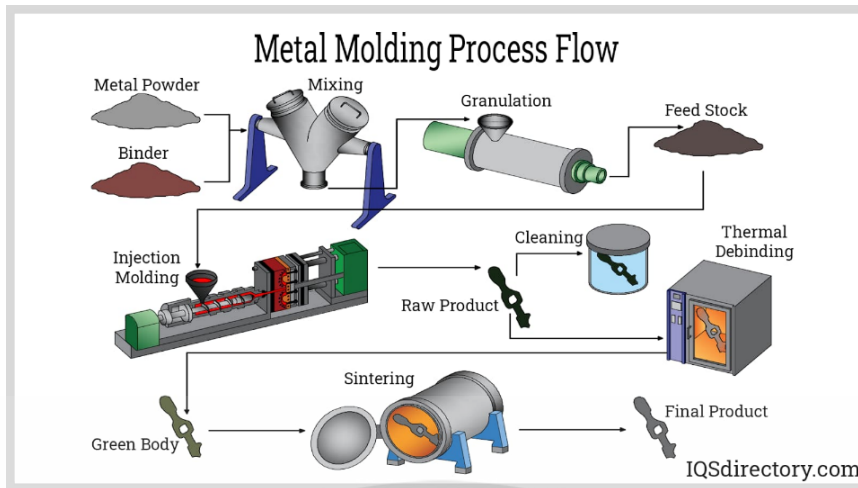 Metal Molding Process Flow
Metal Powder
Mixing
Granulation
Feed Stock
Binder
Injection
Molding
Cleaning
Thermal
Debinding
Raw Product
Sintering
Green Body
Final Product
IQSdirectory.com